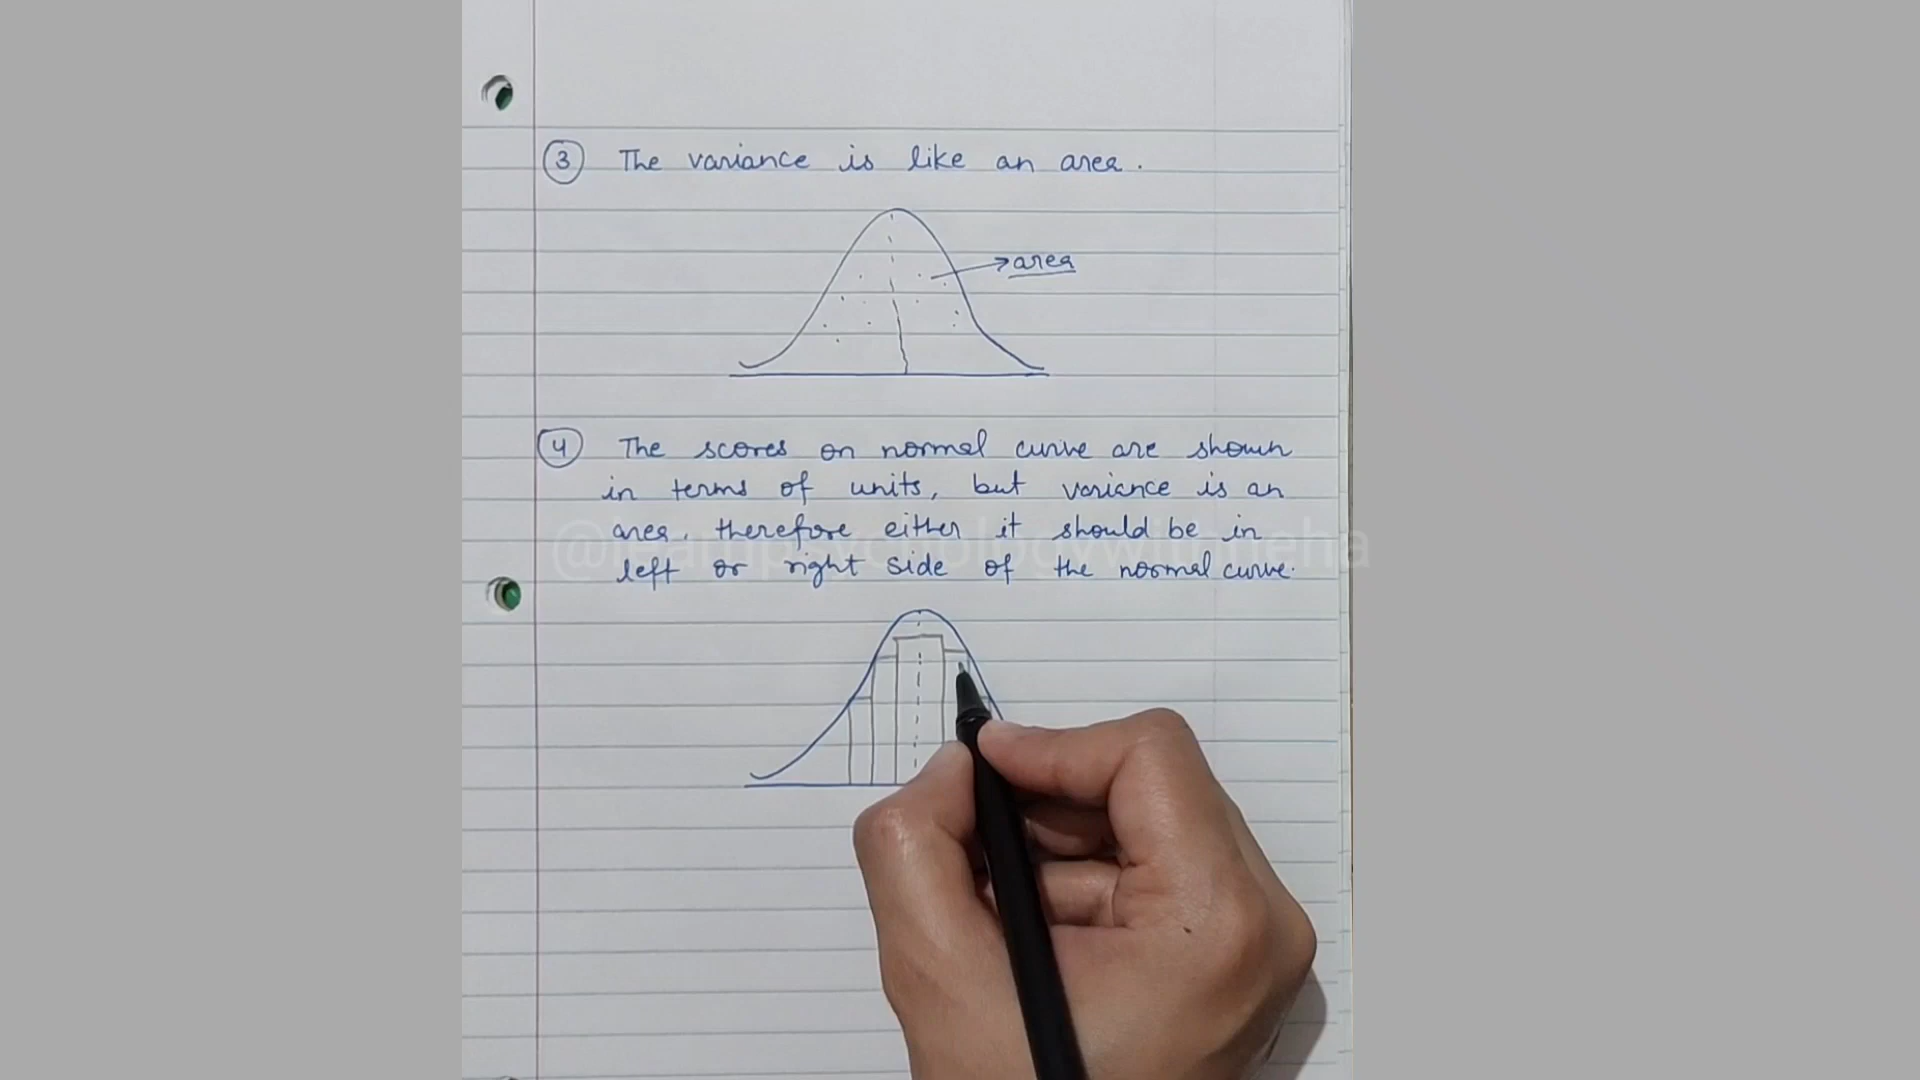 3 The variance is like an area.
area
4 The scores on normal curve are shown
in terms of units, but variance is an
area, therefore either it should be in
@learnpsychologywithneha
left or right side of the normal curve.